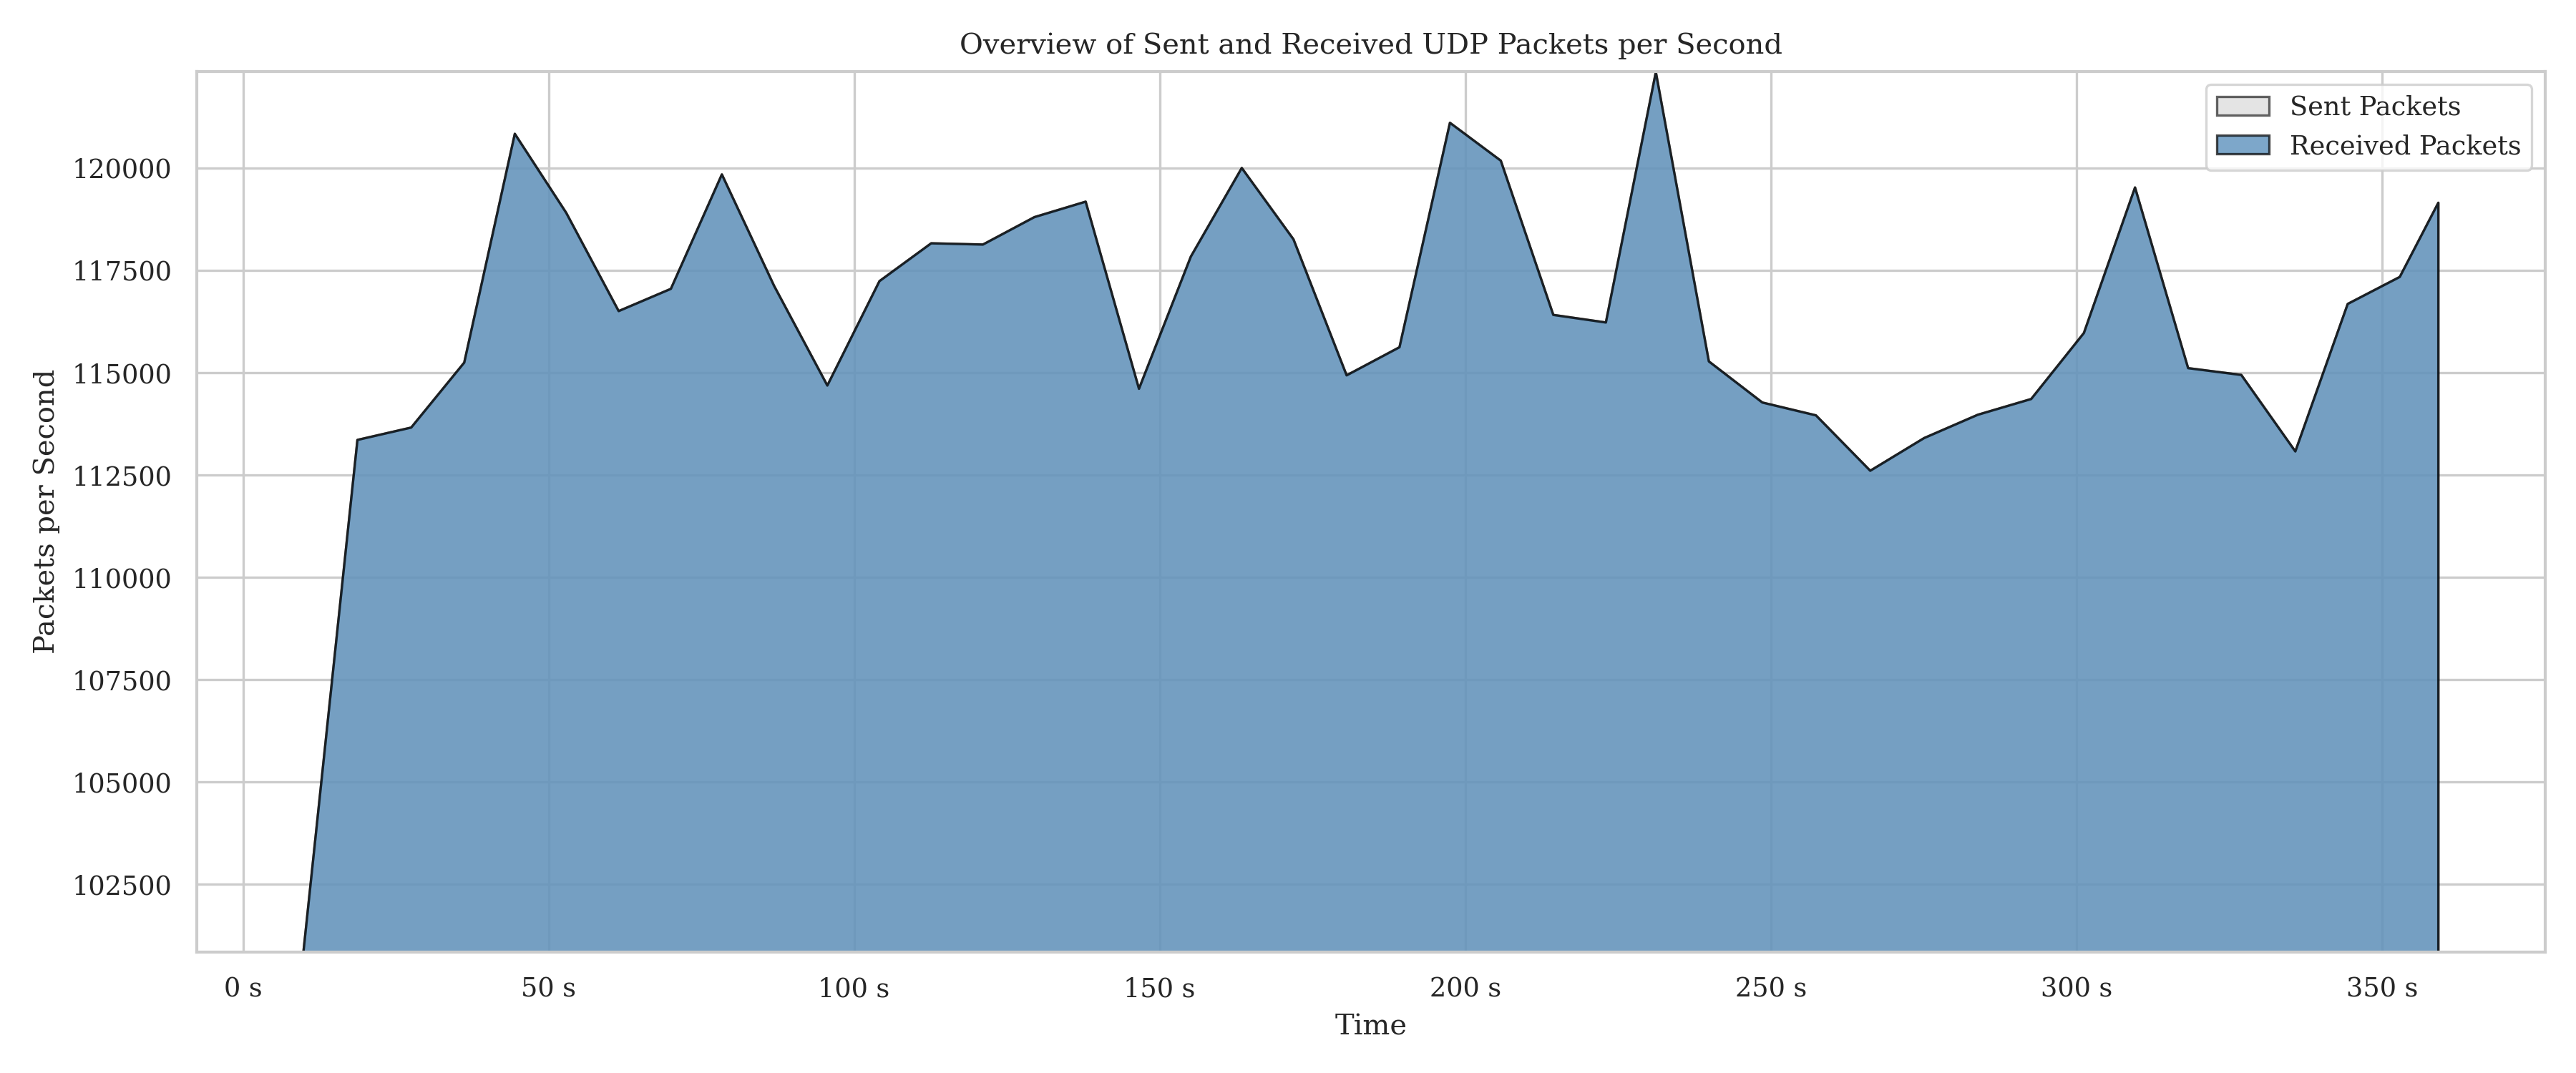 Overview of Sent and Received UDP Packets per Second
Sent Packets
Received Packets
Packets per Second
120000
117500
115000
112500
110000
107500
105000
102500
0 s
50 s
100 s
150 s
200 s
250 s
300 s
350 s
Time